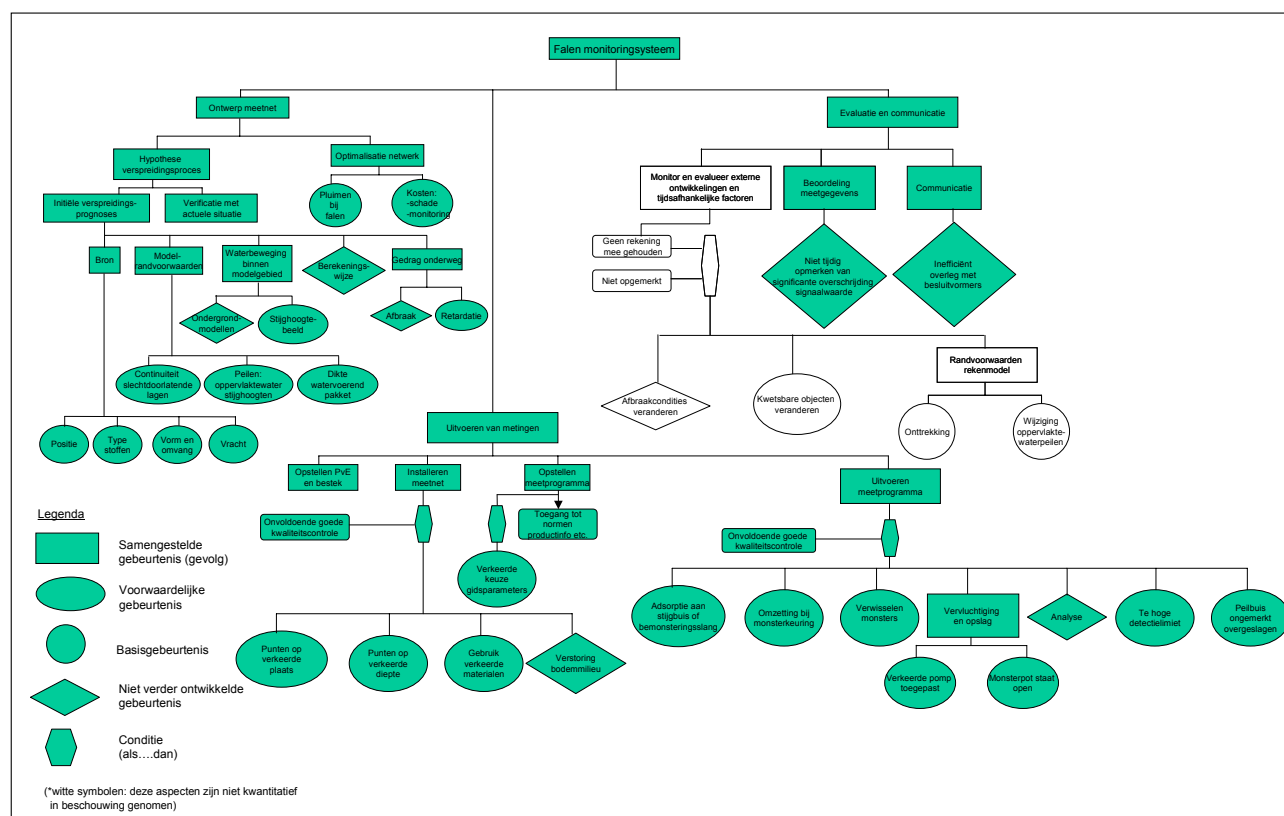 Falen monitoringsysteem
Ontwerp meetnet
Evaluatie en communicatie
Hypothese
verspreidingsproces
Optimalisatie netwerk
Initiële verspreidings-
prognoses
Verificatie met
actuele situatie
Pluimen
bij
falen
Kosten:
-schade
-monitoring
Monitor en evalueer externe
ontwikkelingen en
tijdsafhankelijke factoren
Beoordeling
meetgegevens
Communicatie
Bron
Model-
randvoorwaarden
Waterbeweging
binnen
modelgebied
Berekenings-
wijze
Gedrag onderweg
Geen rekening
mee gehouden
Niet opgemerkt
Niet tijdig
opmerken van
significante overschrijding
signaalwaarde
Inefficiënt
overleg met
besluitvormers
Ondergrond-
modellen
Stijghoogte-
beeld
Afbraak
Retardatie
Continuiteit
slechtdoorlatende
lagen
Peilen:
oppervlaktewater
stijghoogten
Dikte
watervoerend
pakket
Afbraakcondities
veranderen
Kwetsbare objecten
veranderen
Randvoorwaarden
rekenmodel
Onttrekking
Wijziging
oppervlakte-
waterpeilen
Positie
Type
stoffen
Vorm en
omvang
Vracht
Uitvoeren van metingen
Opstellen PvE
en bestek
Installeren
meetnet
Opstellen
meetprogramma
Uitvoeren
meetprogramma
Onvoldoende goede
kwaliteitscontrole
Toegang tot
normen
productinfo etc.
Onvoldoende goede
kwaliteitscontrole
Verkeerde
keuze
gidsparameters
Punten op
verkeerde
plaats
Punten op
verkeerde
diepte
Gebruik
verkeerde
materialen
Verstoring
bodemmilieu
Adsorptie aan
stijgbuis of
bemonsteringsslang
Omzetting bij
monsterkeuring
Verwisselen
monsters
Vervluchtiging
en opslag
Analyse
Te hoge
detectielimiet
Peilbuis
ongemerkt
overgeslagen
Verkeerde pomp
toegepast
Monsterpot staat
open
Legenda
Samengestelde
gebeurtenis (gevolg)
Voorwaardelijke
gebeurtenis
Basisgebeurtenis
Niet verder ontwikkelde
gebeurtenis
Conditie
(als....dan)
(*witte symbolen: deze aspecten zijn niet kwantitatief
in beschouwing genomen)